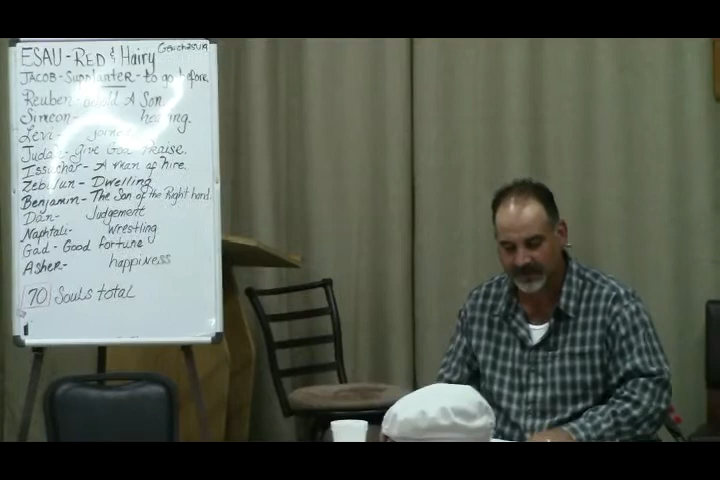 ESAU - RED & Hairy
JACOB - Supplanter - to go before
Reuben - Behold A Son.
Simeon - hearing.
Levi - joined
Judah - Give God Praise.
Issachar - A man of hire.
Zebulun - Dwelling
Benjamin - The Son of the Right hand.
Dan - Judgement
Naphtali - wrestling
Gad - Good fortune
Asher - happiness
70 Souls total